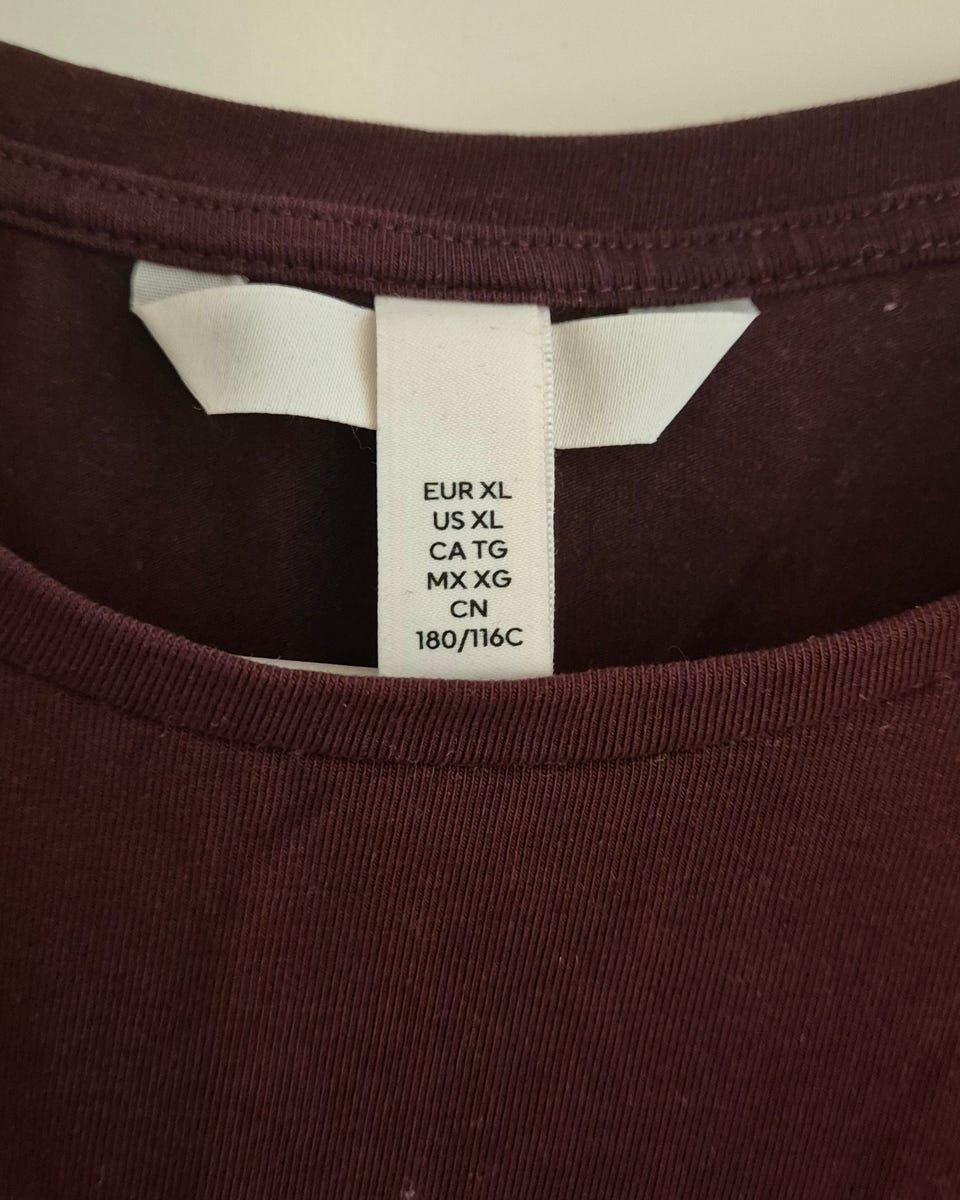 EUR XL
US XL
CA TG
MX XG
CN
180/116C